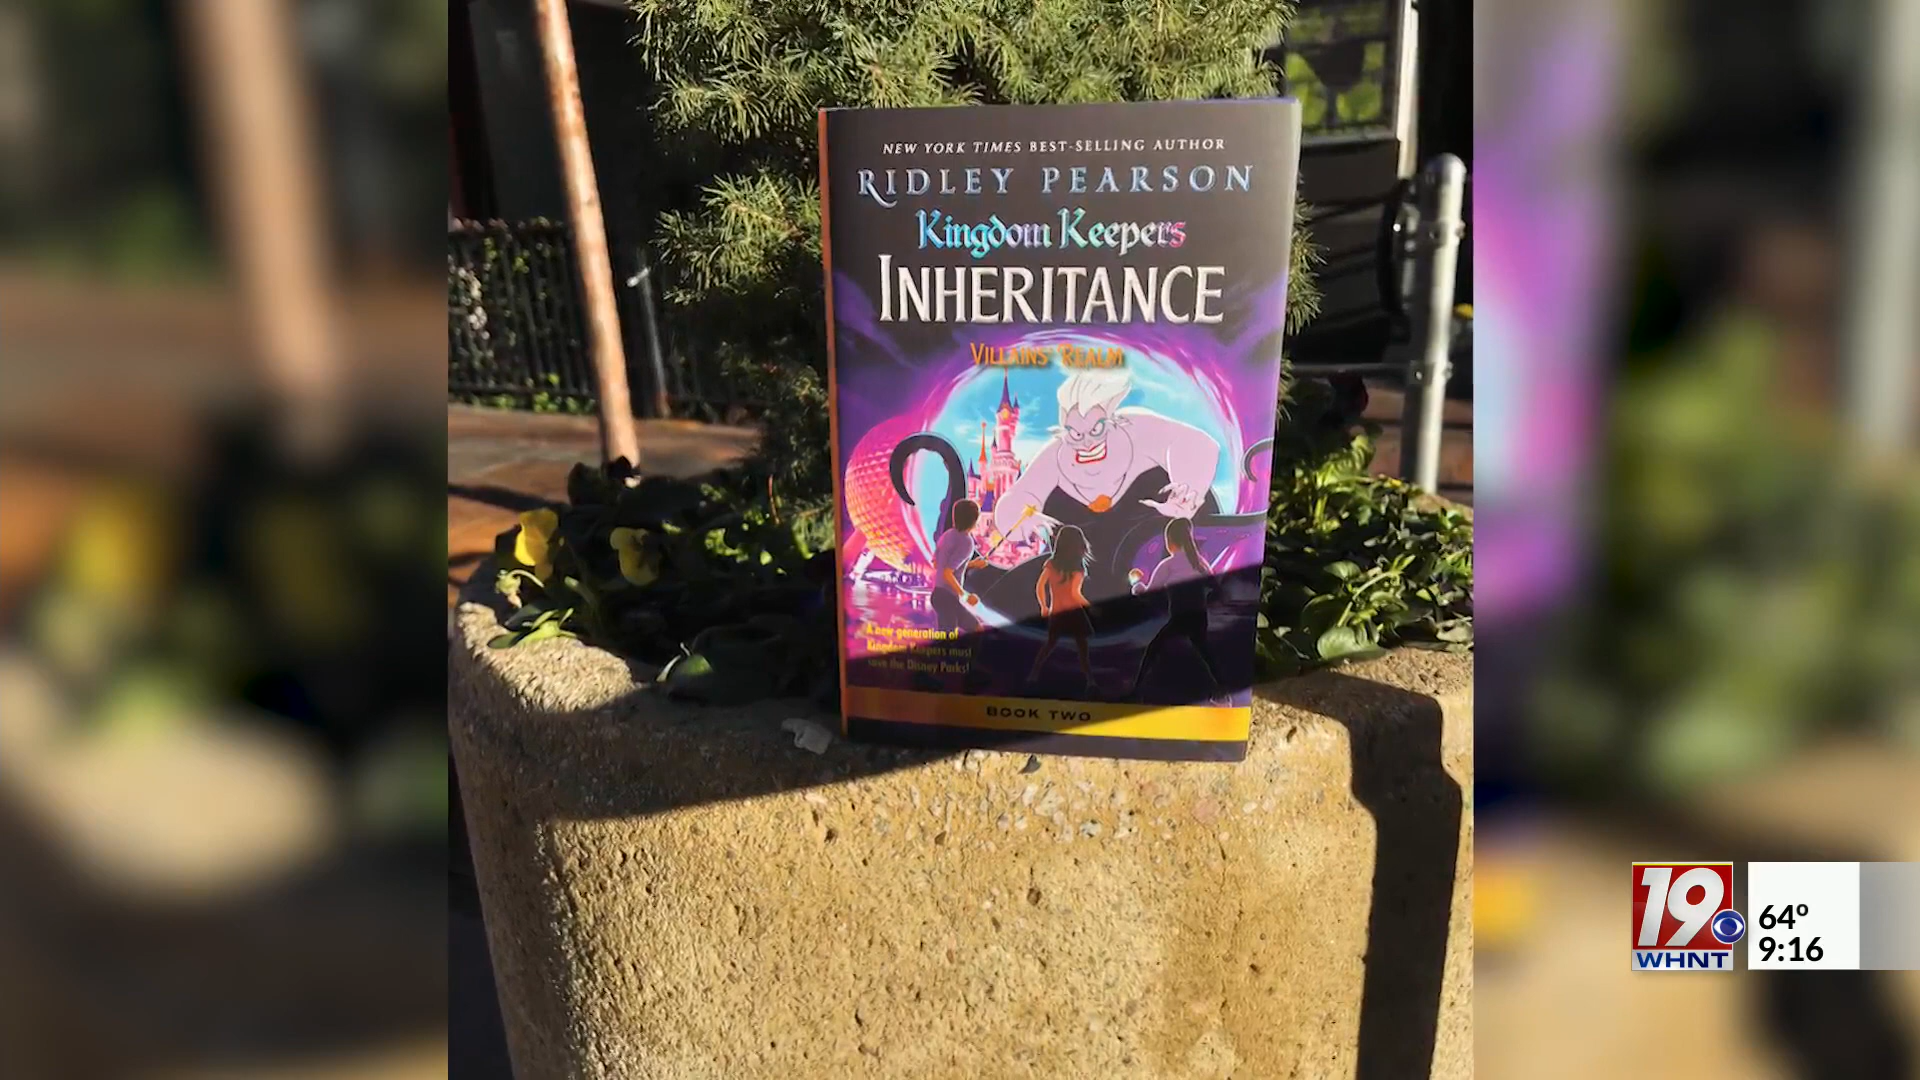 NEW YORK TIMES BEST-SELLING AUTHOR
RIDLEY PEARSON
Kingdom Keepers
INHERITANCE
VILLAINS' REALM
A new generation of
Kingdom Keepers must
save the Disney Parks!
BOOK TWO
19
WHNT
64º
9:16